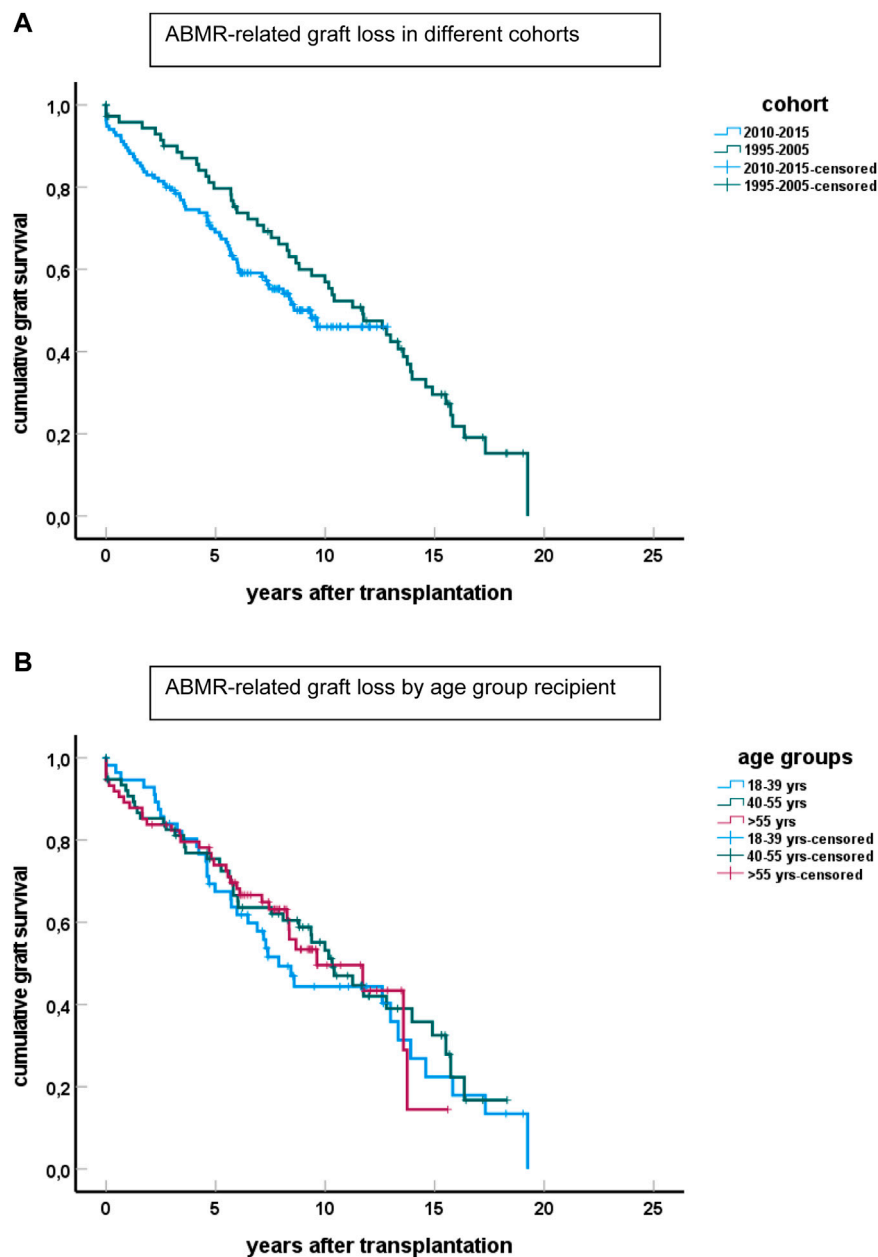 A
ABMR-related graft loss in different cohorts
cumulative graft survival
1,0
0,8
0,6
0,4
0,2
0,0
0 5 10 15 20 25
years after transplantation
cohort
2010-2015
1995-2005
2010-2015-censored
1995-2005-censored
B
ABMR-related graft loss by age group recipient
cumulative graft survival
1,0
0,8
0,6
0,4
0,2
0,0
0 5 10 15 20 25
years after transplantation
age groups
18-39 yrs
40-55 yrs
>55 yrs
18-39 yrs-censored
40-55 yrs-censored
>55 yrs-censored